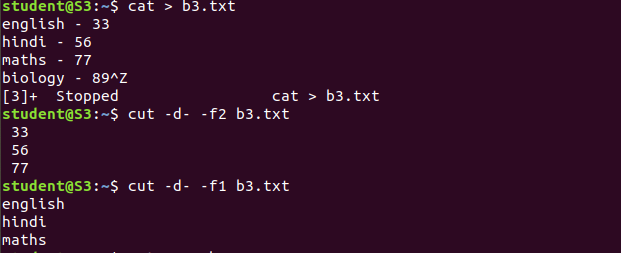 student@S3:~$ cat > b3.txt
english - 33
hindi - 56
maths - 77
biology - 89^Z
[3]+  Stopped                 cat > b3.txt
student@S3:~$ cut -d- -f2 b3.txt
 33
 56
 77
student@S3:~$ cut -d- -f1 b3.txt
english
hindi
maths